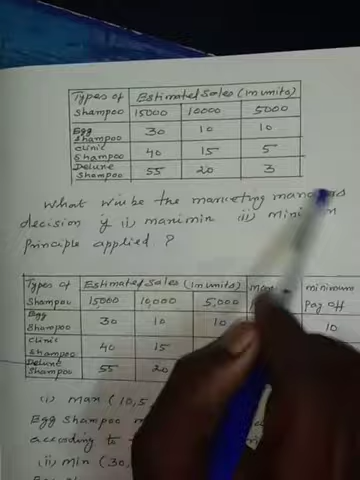 Types of Estimated Sales (In units)
Shampoo 15000 10000 5000
Egg Shampoo 30 10 10
Clinic Shampoo 40 15 5
Deluxe Shampoo 55 20 3
What will be the marketing
decision if (i) maximin (ii)
Principle applied ?
Types of Estimated Sales (In units) minimum
Shampoo 15000 10,000 5,000 Pay off
Egg Shampoo 30 10 10 10
Clinic Shampoo 40 15
Deluxe Shampoo 55 20
(i) Max (10, 5
Egg Shampoo
according to
(ii) Min (30,